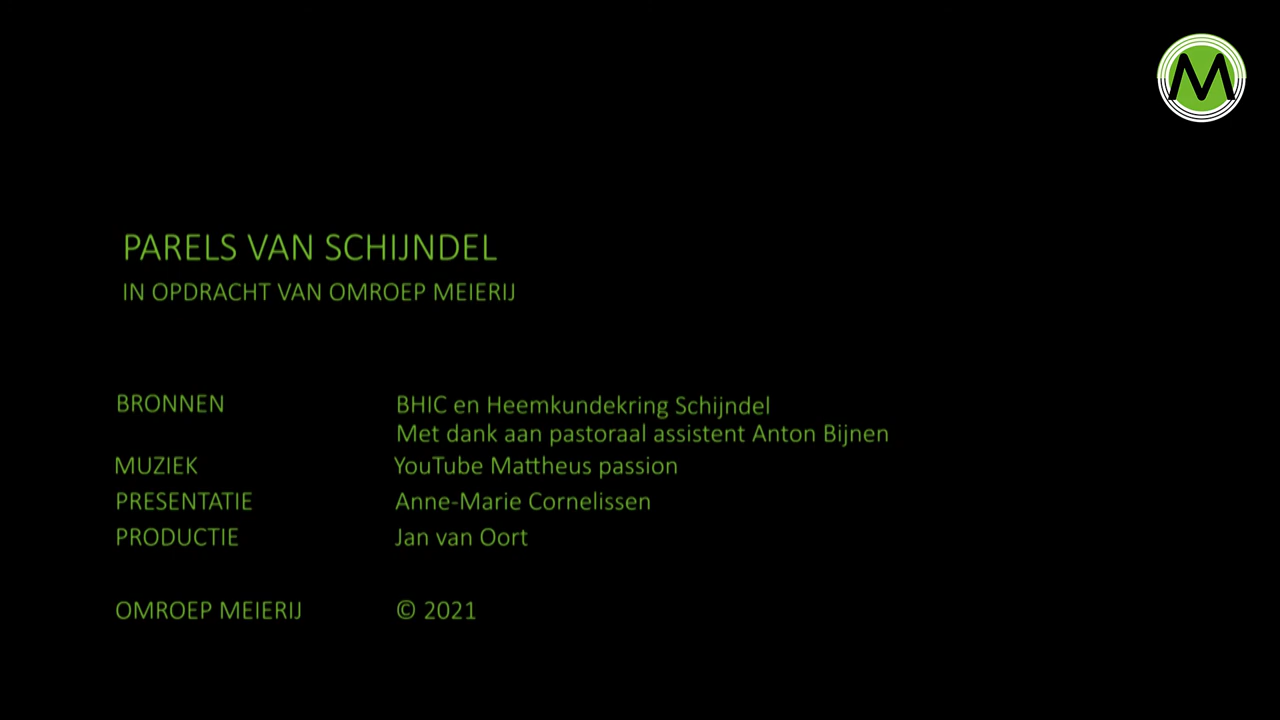 M
PARELS VAN SCHIJNDEL
IN OPDRACHT VAN OMROEP MEIERIJ
BRONNEN BHIC en Heemkundekring Schijndel
Met dank aan pastoraal assistent Anton Bijnen
MUZIEK YouTube Mattheus passion
PRESENTATIE Anne-Marie Cornelissen
PRODUCTIE Jan van Oort
OMROEP MEIERIJ © 2021